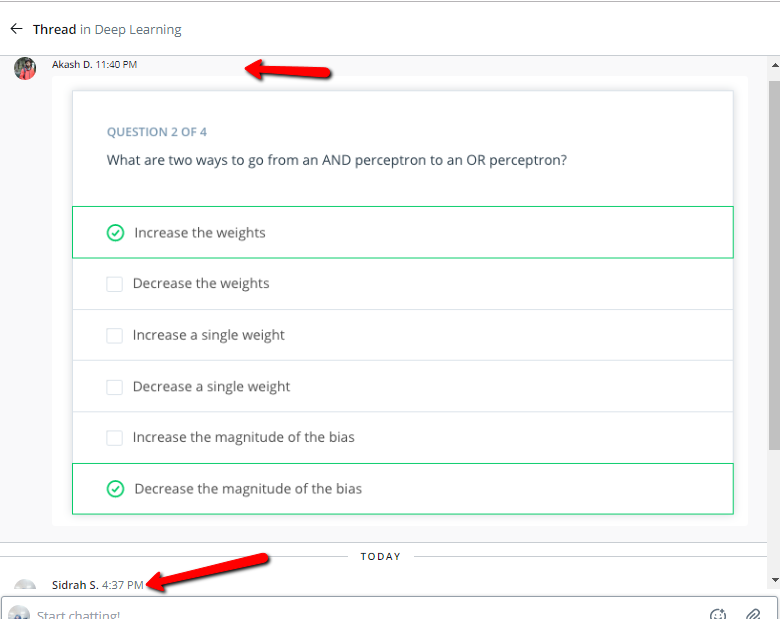 Thread in Deep Learning
Akash D. 11:40 PM
QUESTION 2 OF 4
What are two ways to go from an AND perceptron to an OR perceptron?
Increase the weights
Decrease the weights
Increase a single weight
Decrease a single weight
Increase the magnitude of the bias
Decrease the magnitude of the bias
TODAY
Sidrah S. 4:37 PM
Start chatting!